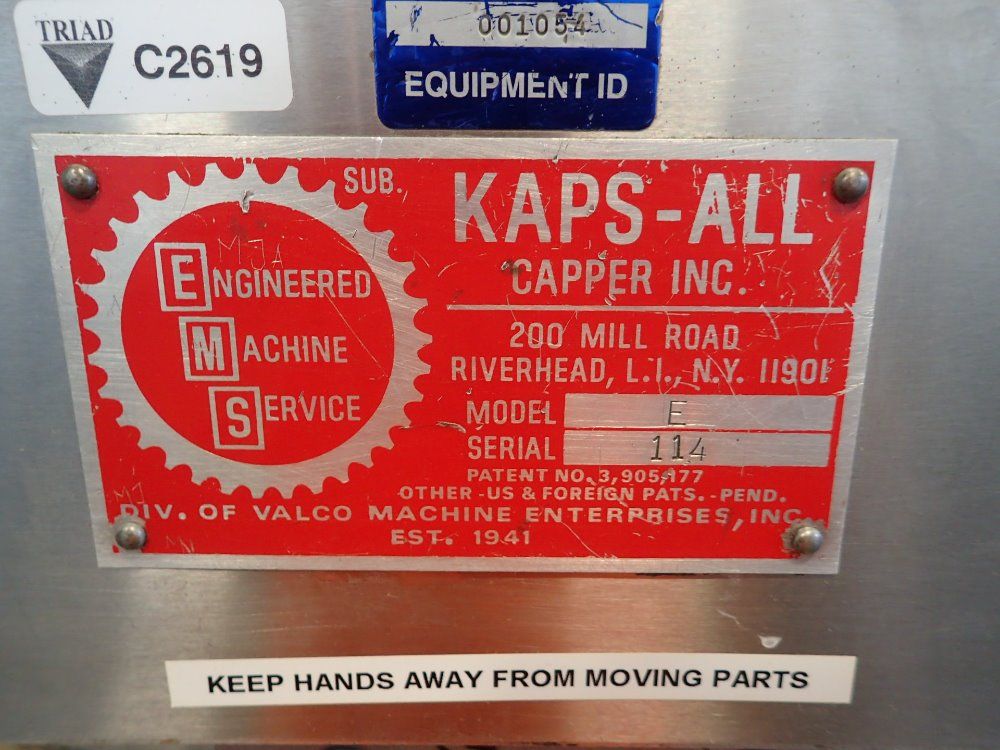 TRIAD
C2619
001054
EQUIPMENT ID
SUB.
ENGINEERED
MACHINE
SERVICE
KAPS-ALL
CAPPER INC.
200 MILL ROAD
RIVERHEAD, L.I., N.Y. 11901
MODEL E
SERIAL 114
PATENT NO. 3,905,177
OTHER - US & FOREIGN PATS. - PEND.
DIV. OF VALCO MACHINE ENTERPRISES, INC.
EST. 1941
MJA
MJ
KEEP HANDS AWAY FROM MOVING PARTS